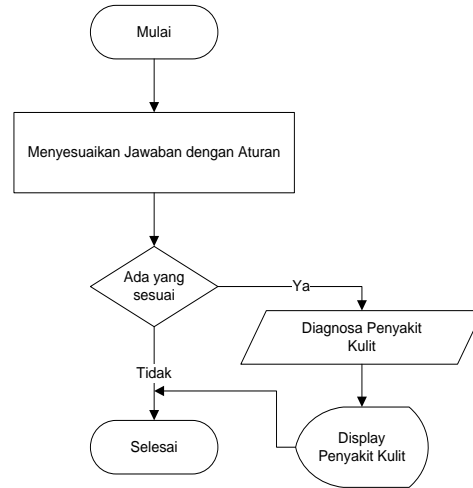 Mulai
Menyesuaikan Jawaban dengan Aturan
Ada yang
sesuai
Ya
Diagnosa Penyakit
Kulit
Tidak
Display
Penyakit Kulit
Selesai